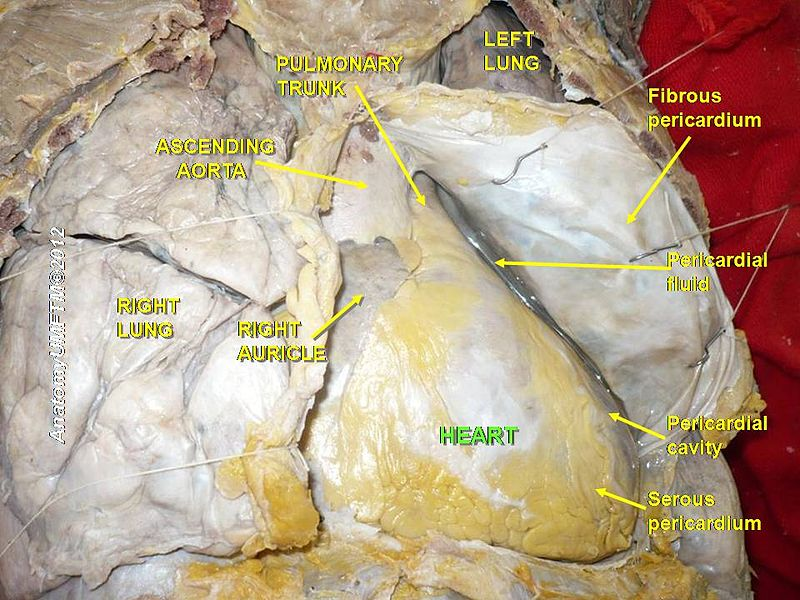 LEFT
LUNG
PULMONARY
TRUNK
Fibrous
pericardium
ASCENDING
AORTA
Pericardial
fluid
RIGHT
LUNG
RIGHT
AURICLE
HEART
Pericardial
cavity
Serous
pericardium
Anatomy UMFTM©2012